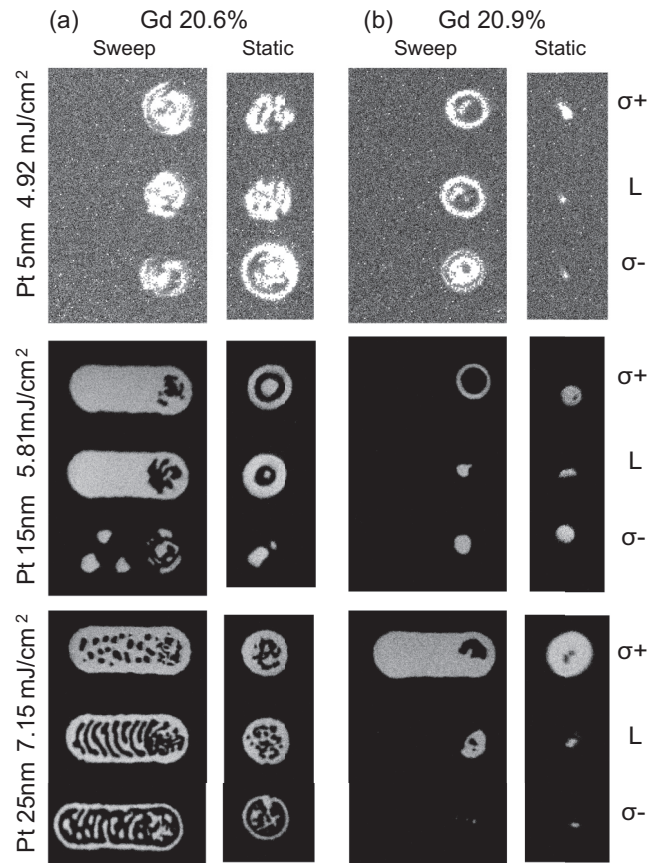 (a) Gd 20.6% (b) Gd 20.9%
Sweep Static Sweep Static
Pt 5nm 4.92 mJ/cm²
σ+
L
σ-
Pt 15nm 5.81mJ/cm²
σ+
L
σ-
Pt 25nm 7.15 mJ/cm²
σ+
L
σ-